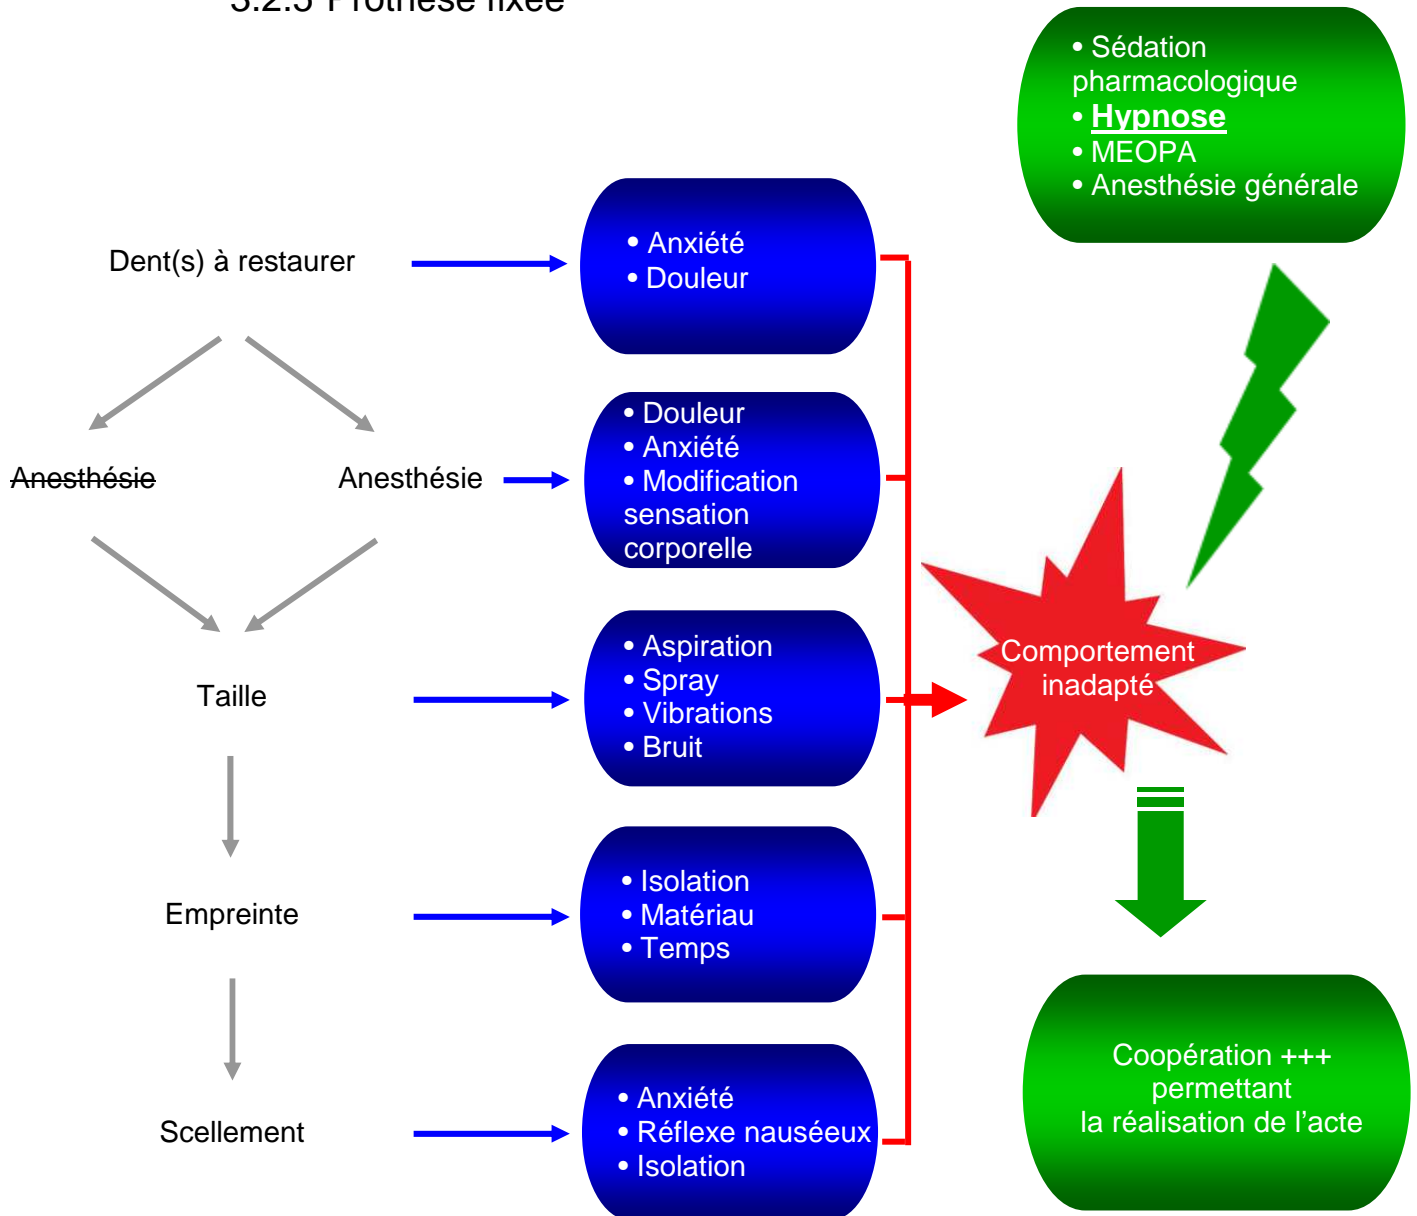 3.2.5 Prothèse fixée
• Sédation
pharmacologique
• Hypnose
• MEOPA
• Anesthésie générale
Dent(s) à restaurer
• Anxiété
• Douleur
Anesthésie
Anesthésie
• Douleur
• Anxiété
• Modification
sensation
corporelle
Taille
• Aspiration
• Spray
• Vibrations
• Bruit
Comportement
inadapté
Empreinte
• Isolation
• Matériau
• Temps
Scellement
• Anxiété
• Réflexe nauséeux
• Isolation
Coopération +++
permettant
la réalisation de l’acte